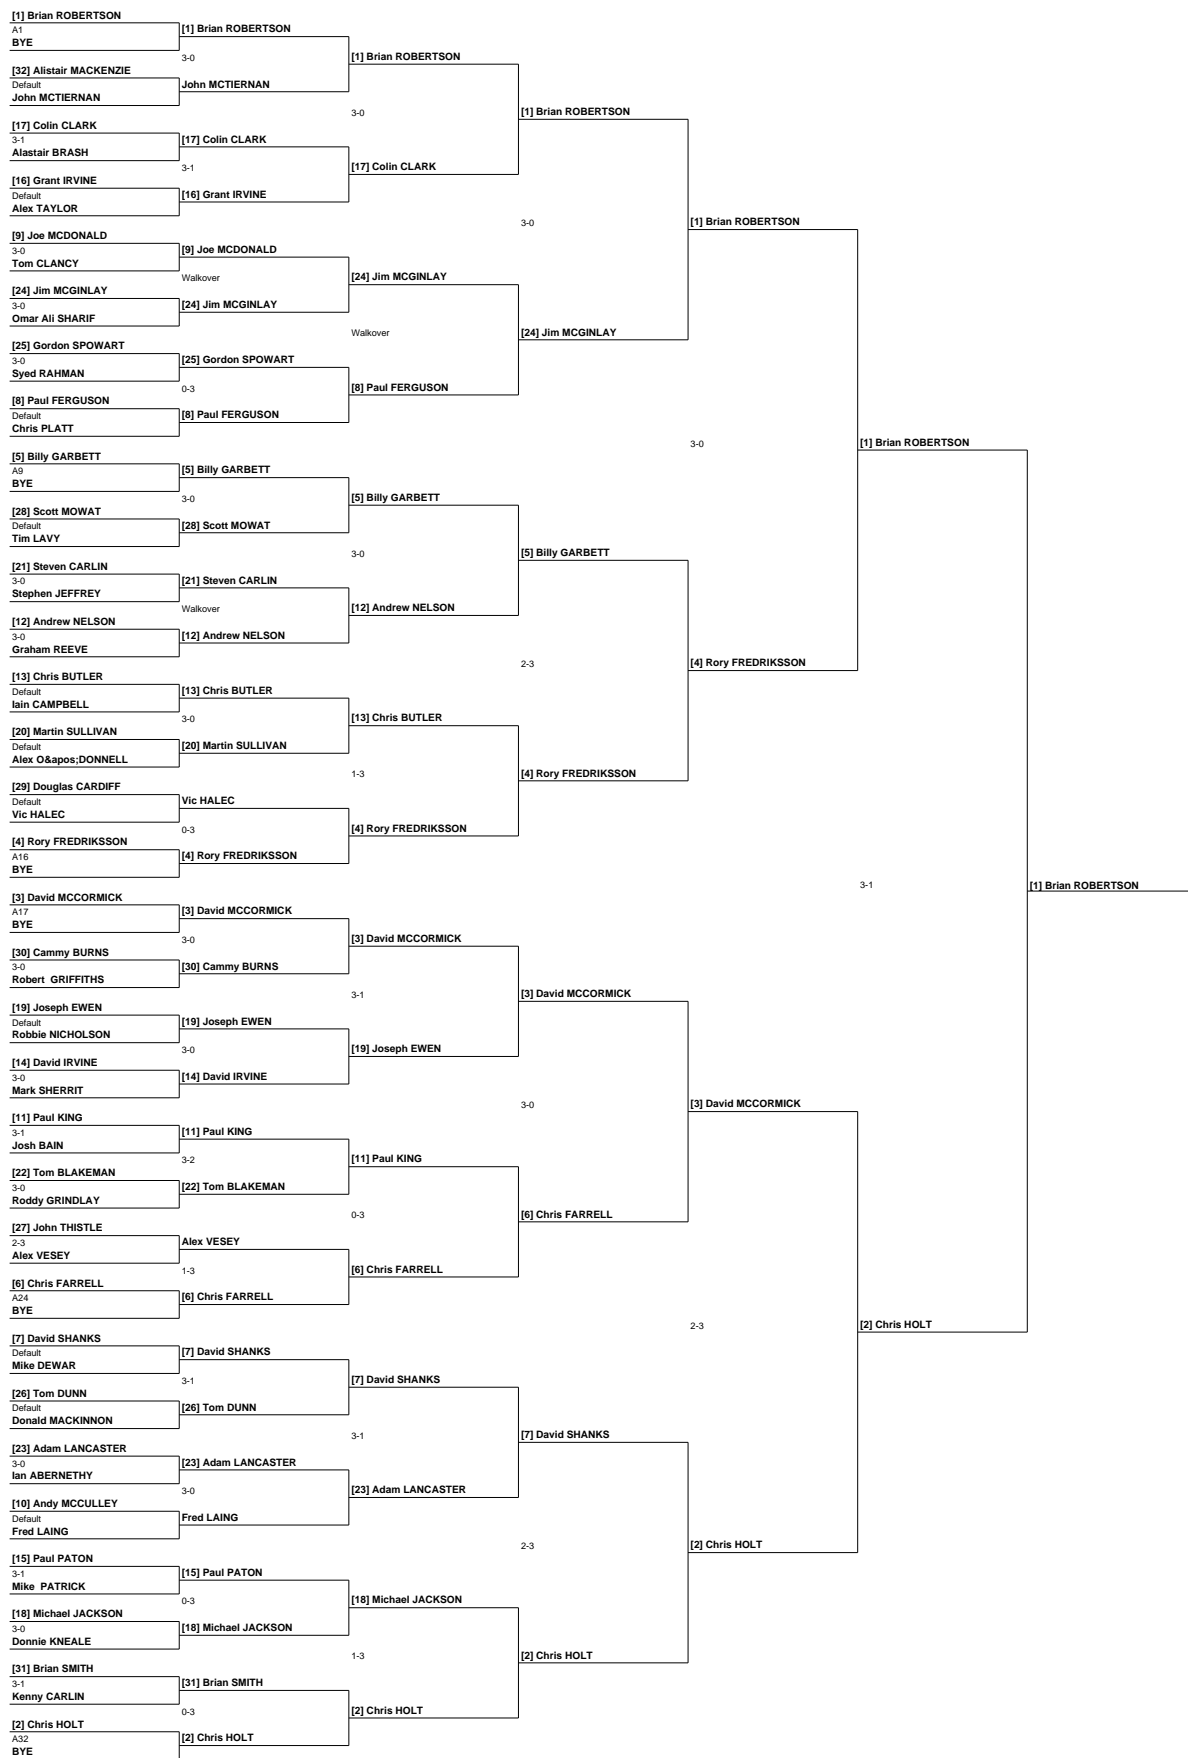 [1] Brian ROBERTSON
A1
BYE
[32] Alistair MACKENZIE
Default
John MCTIERNAN
[17] Colin CLARK
3-1
Alastair BRASH
[16] Grant IRVINE
Default
Alex TAYLOR
[9] Joe MCDONALD
3-0
Tom CLANCY
[24] Jim MCGINLAY
3-0
Omar Ali SHARIF
[25] Gordon SPOWART
3-0
Syed RAHMAN
[8] Paul FERGUSON
Default
Chris PLATT
[5] Billy GARBETT
A9
BYE
[28] Scott MOWAT
Default
Tim LAVY
[21] Steven CARLIN
3-0
Stephen JEFFREY
[12] Andrew NELSON
3-0
Graham REEVE
[13] Chris BUTLER
Default
Iain CAMPBELL
[20] Martin SULLIVAN
Default
Alex O&apos;DONNELL
[29] Douglas CARDIFF
Default
Vic HALEC
[4] Rory FREDRIKSSON
A16
BYE
[3] David MCCORMICK
A17
BYE
[30] Cammy BURNS
3-0
Robert  GRIFFITHS
[19] Joseph EWEN
Default
Robbie NICHOLSON
[14] David IRVINE
3-0
Mark SHERRIT
[11] Paul KING
3-1
Josh BAIN
[22] Tom BLAKEMAN
3-0
Roddy GRINDLAY
[27] John THISTLE
2-3
Alex VESEY
[6] Chris FARRELL
A24
BYE
[7] David SHANKS
Default
Mike DEWAR
[26] Tom DUNN
Default
Donald MACKINNON
[23] Adam LANCASTER
3-0
Ian ABERNETHY
[10] Andy MCCULLEY
Default
Fred LAING
[15] Paul PATON
3-1
Mike  PATRICK
[18] Michael JACKSON
3-0
Donnie KNEALE
[31] Brian SMITH
3-1
Kenny CARLIN
[2] Chris HOLT
A32
BYE
[1] Brian ROBERTSON
3-0
John MCTIERNAN
[17] Colin CLARK
3-1
[16] Grant IRVINE
[9] Joe MCDONALD
Walkover
[24] Jim MCGINLAY
[25] Gordon SPOWART
0-3
[8] Paul FERGUSON
[5] Billy GARBETT
3-0
[28] Scott MOWAT
[21] Steven CARLIN
Walkover
[12] Andrew NELSON
[13] Chris BUTLER
3-0
[20] Martin SULLIVAN
Vic HALEC
0-3
[4] Rory FREDRIKSSON
[3] David MCCORMICK
3-0
[30] Cammy BURNS
[19] Joseph EWEN
3-0
[14] David IRVINE
[11] Paul KING
3-2
[22] Tom BLAKEMAN
Alex VESEY
1-3
[6] Chris FARRELL
[7] David SHANKS
3-1
[26] Tom DUNN
[23] Adam LANCASTER
3-0
Fred LAING
[15] Paul PATON
0-3
[18] Michael JACKSON
[31] Brian SMITH
0-3
[2] Chris HOLT
[1] Brian ROBERTSON
3-0
[17] Colin CLARK
[24] Jim MCGINLAY
Walkover
[8] Paul FERGUSON
[5] Billy GARBETT
3-0
[12] Andrew NELSON
[13] Chris BUTLER
1-3
[4] Rory FREDRIKSSON
[3] David MCCORMICK
3-1
[19] Joseph EWEN
[11] Paul KING
0-3
[6] Chris FARRELL
[7] David SHANKS
3-1
[23] Adam LANCASTER
[18] Michael JACKSON
1-3
[2] Chris HOLT
[1] Brian ROBERTSON
3-0
[24] Jim MCGINLAY
[5] Billy GARBETT
2-3
[4] Rory FREDRIKSSON
[3] David MCCORMICK
3-0
[6] Chris FARRELL
[7] David SHANKS
2-3
[2] Chris HOLT
[1] Brian ROBERTSON
3-0
[4] Rory FREDRIKSSON
[3] David MCCORMICK
2-3
[2] Chris HOLT
[1] Brian ROBERTSON
3-1
[2] Chris HOLT
[1] Brian ROBERTSON